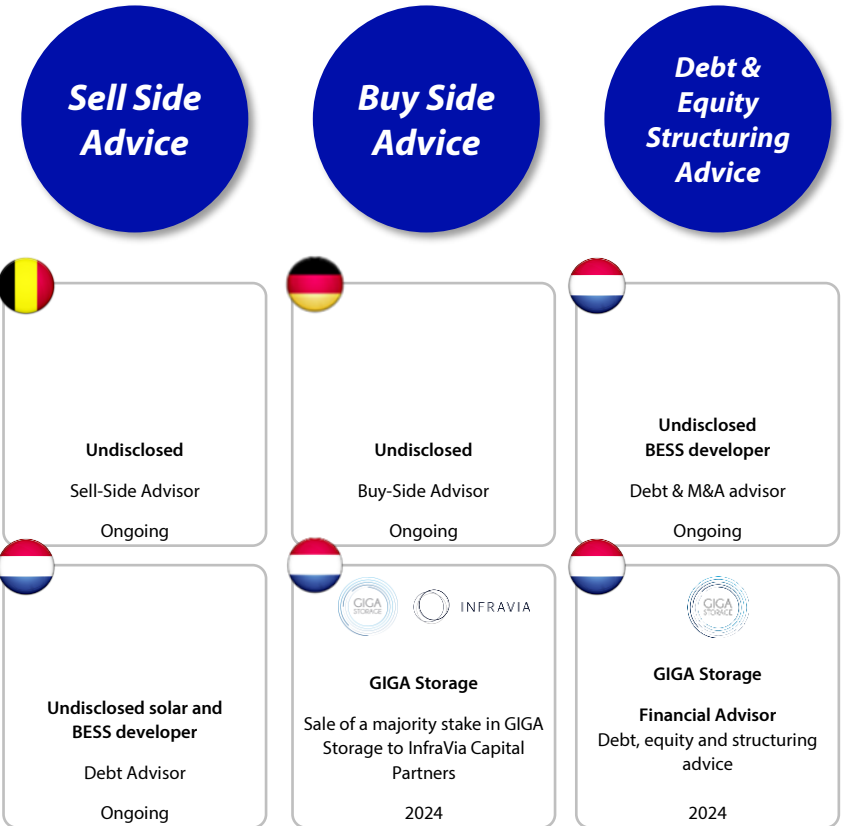 Sell Side
Advice
Buy Side
Advice
Debt &
Equity
Structuring
Advice
Undisclosed
Sell-Side Advisor
Ongoing
Undisclosed
Buy-Side Advisor
Ongoing
Undisclosed
BESS developer
Debt & M&A advisor
Ongoing
Undisclosed solar and
BESS developer
Debt Advisor
Ongoing
GIGA
STORAGE
INFRAVIA
GIGA Storage
Sale of a majority stake in GIGA
Storage to InfraVia Capital
Partners
2024
GIGA
STORAGE
GIGA Storage
Financial Advisor
Debt, equity and structuring
advice
2024